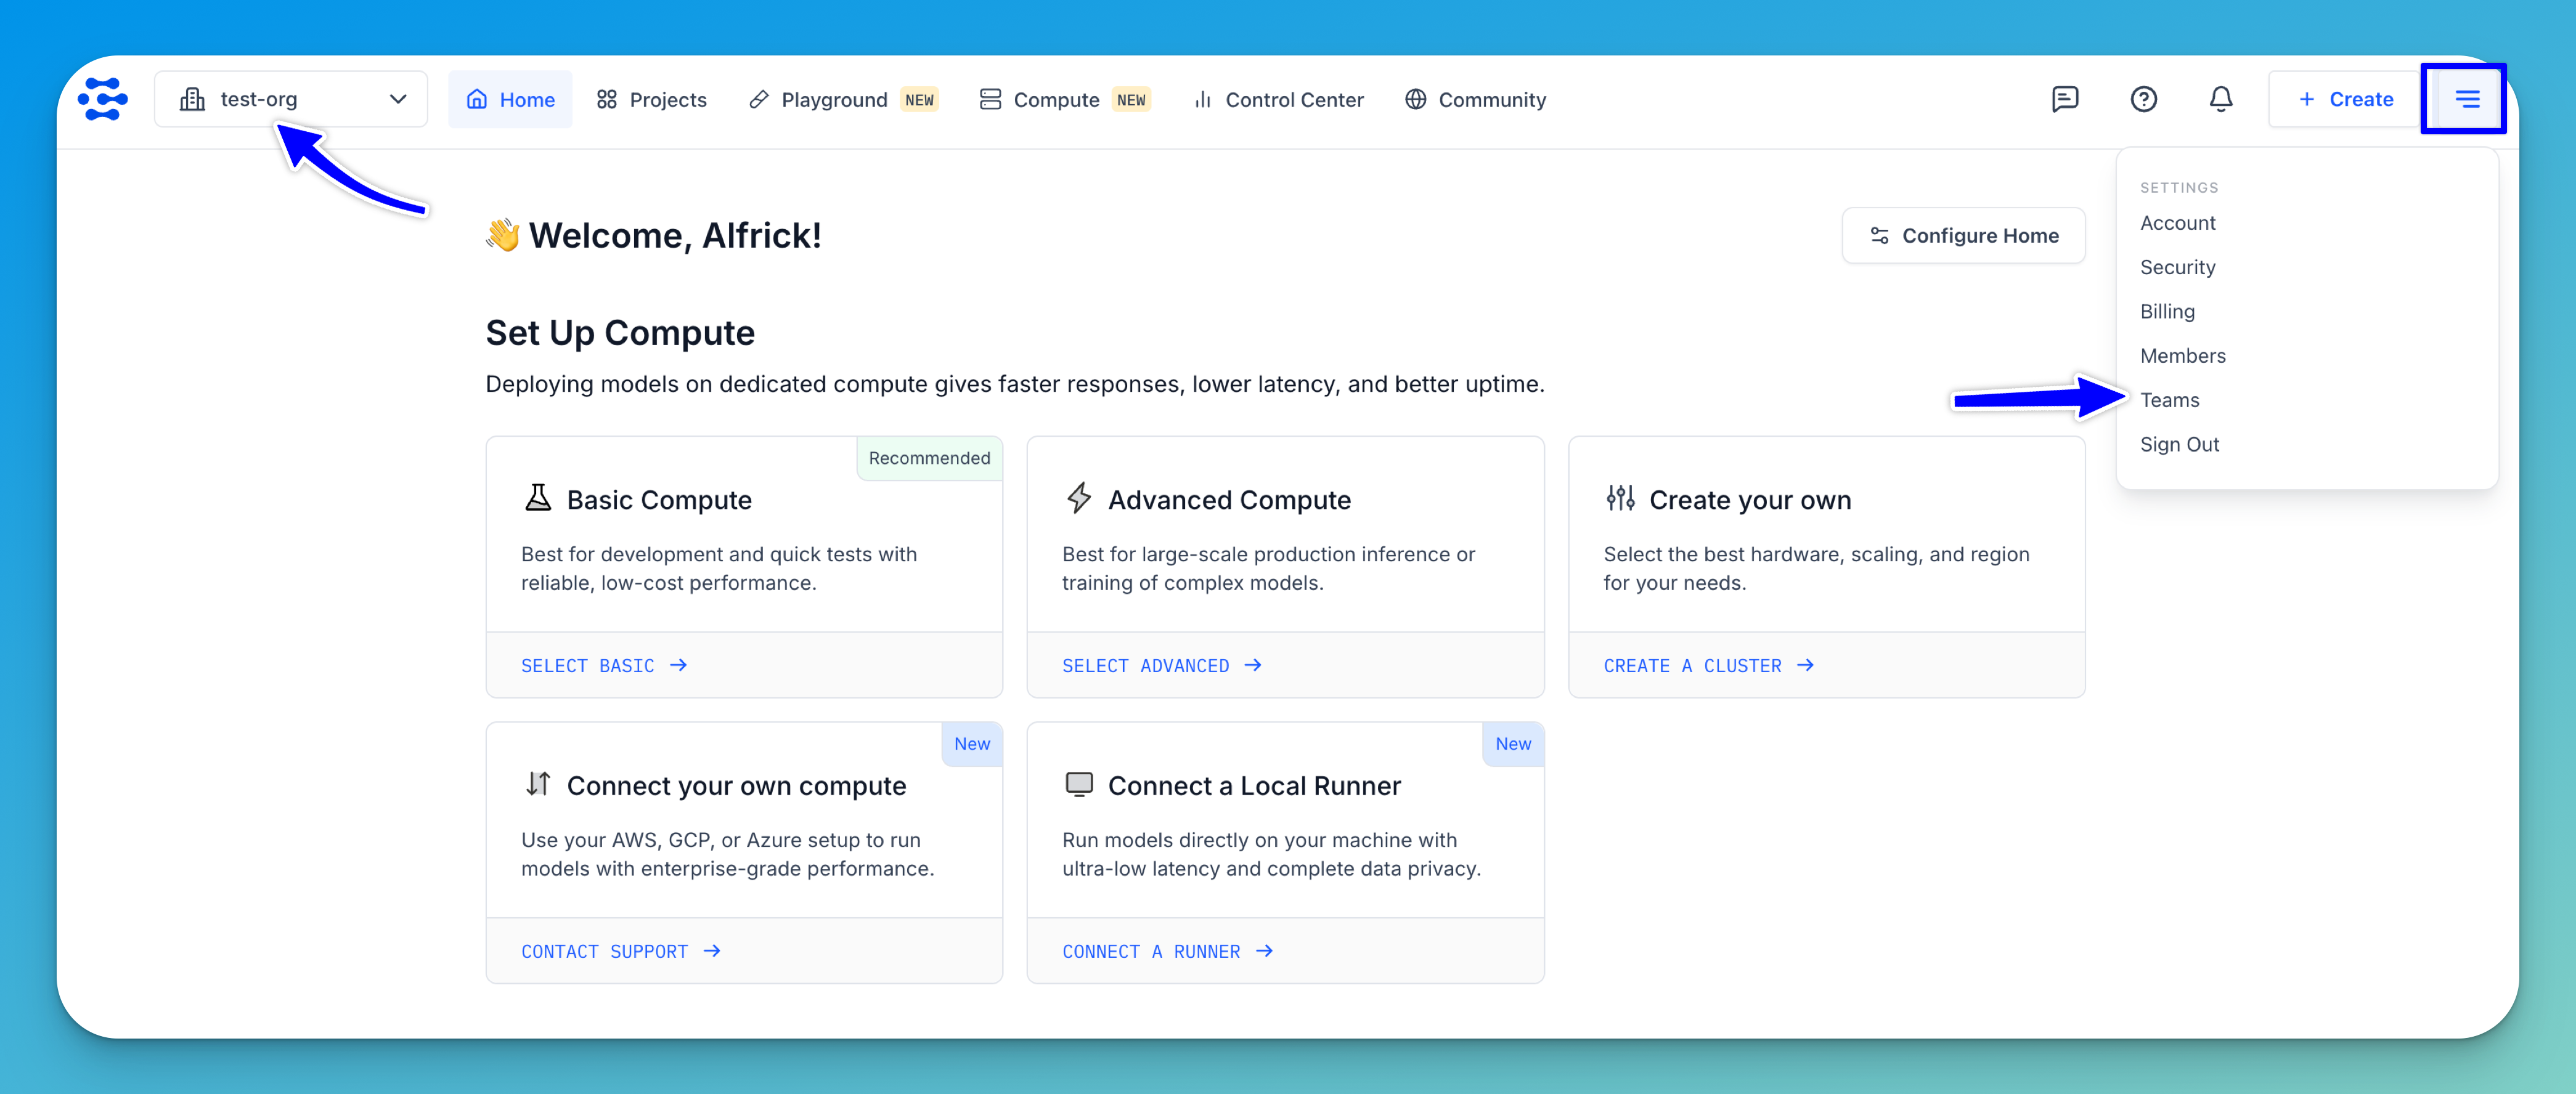 test-org
Home
Projects
Playground NEW
Compute NEW
Control Center
Community
+ Create
SETTINGS
Account
Security
Billing
Members
Teams
Sign Out
👋 Welcome, Alfrick!
Configure Home
Set Up Compute
Deploying models on dedicated compute gives faster responses, lower latency, and better uptime.
Recommended
Basic Compute
Best for development and quick tests with
reliable, low-cost performance.
SELECT BASIC →
Advanced Compute
Best for large-scale production inference or
training of complex models.
SELECT ADVANCED →
Create your own
Select the best hardware, scaling, and region
for your needs.
CREATE A CLUSTER →
New
Connect your own compute
Use your AWS, GCP, or Azure setup to run
models with enterprise-grade performance.
CONTACT SUPPORT →
New
Connect a Local Runner
Run models directly on your machine with
ultra-low latency and complete data privacy.
CONNECT A RUNNER →